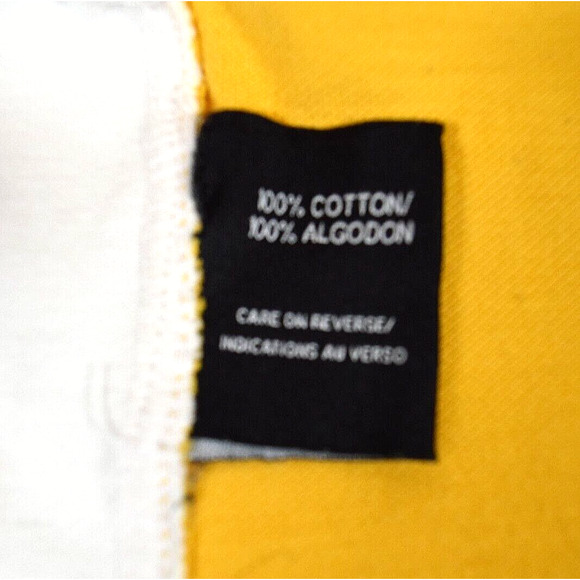 100% COTTON/
100% ALGODON
CARE ON REVERSE/
INDICATIONS AU VERSO